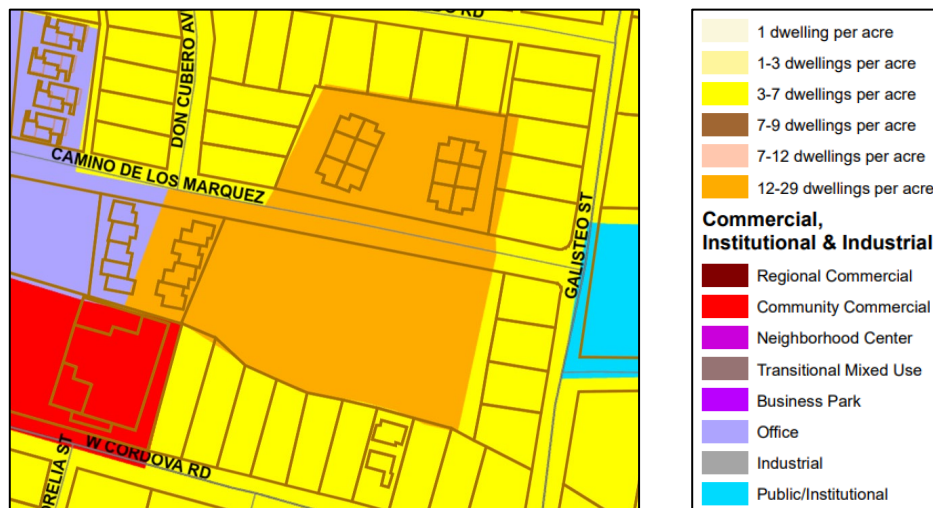 RD
DON CUBERO AV
CAMINO DE LOS MARQUEZ
GALISTEO ST
W CORDOVA RD
ORELIA ST
1 dwelling per acre
1-3 dwellings per acre
3-7 dwellings per acre
7-9 dwellings per acre
7-12 dwellings per acre
12-29 dwellings per acre
Commercial,
Institutional & Industrial
Regional Commercial
Community Commercial
Neighborhood Center
Transitional Mixed Use
Business Park
Office
Industrial
Public/Institutional